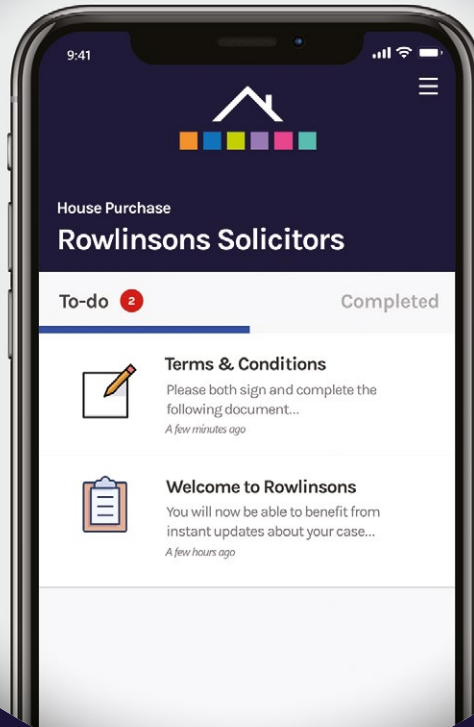 9:41
House Purchase
Rowlinsons Solicitors
To-do 2
Completed
Terms & Conditions
Please both sign and complete the
following document...
A few minutes ago
Welcome to Rowlinsons
You will now be able to benefit from
instant updates about your case...
A few hours ago